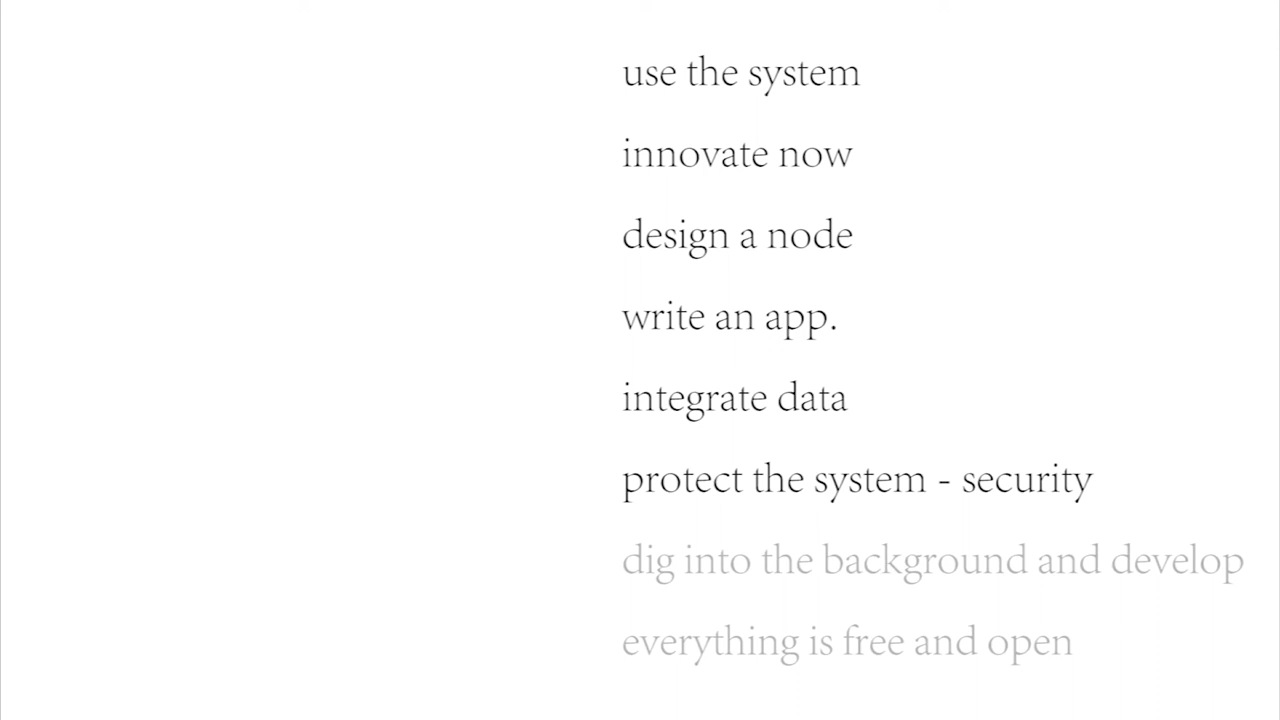 use the system
innovate now
design a node
write an app.
integrate data
protect the system - security
dig into the background and develop
everything is free and open